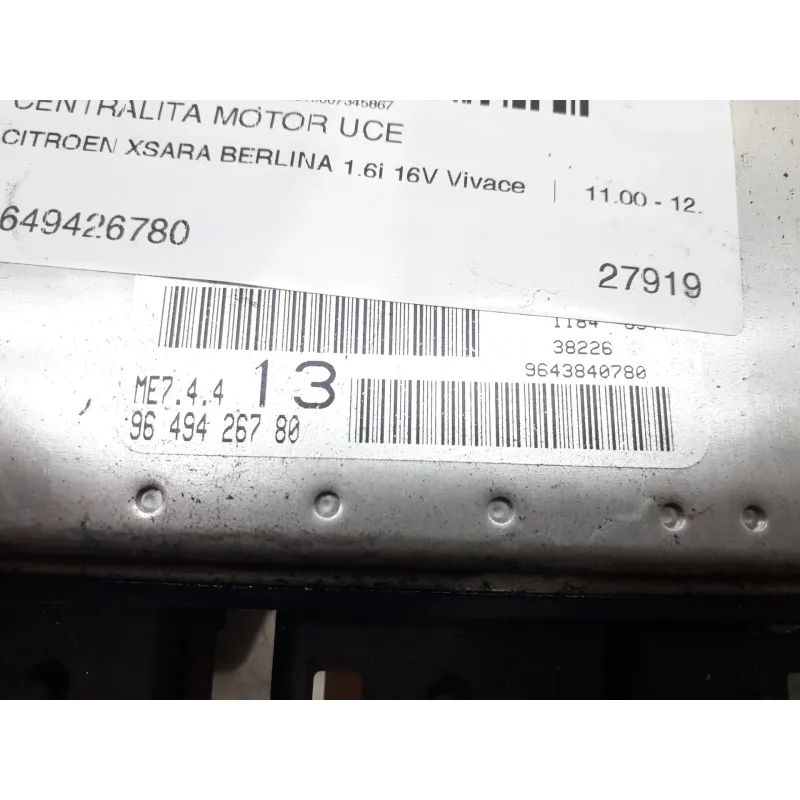 CENTRALITA MOTOR UCE
CITROEN XSARA BERLINA 1.6i 16V Vivace | 11.00 - 12.
649426780
27919
1184
38226
9643840780
ME7.4.4 13
96 494 267 80